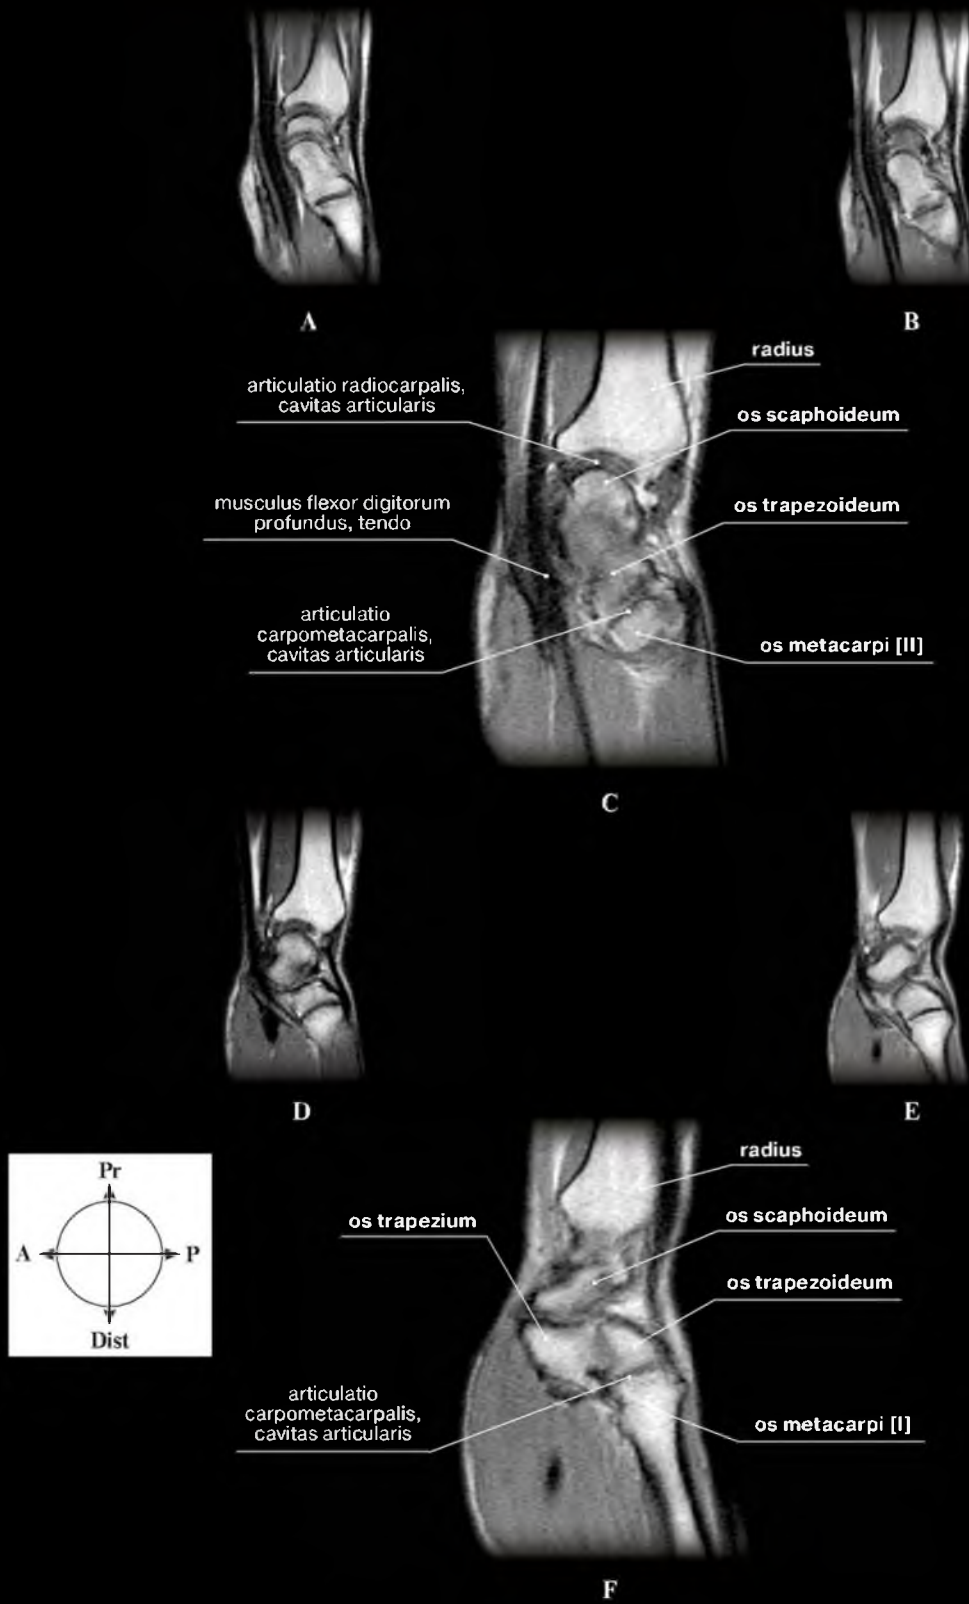 A
B
radius
articulatio radiocarpalis,
cavitas articularis
os scaphoideum
musculus flexor digitorum
profundus, tendo
os trapezoideum
articulatio
carpometacarpalis,
cavitas articularis
os metacarpi [II]
C
D
E
Pr
A
P
Dist
radius
os trapezium
os scaphoideum
os trapezoideum
articulatio
carpometacarpalis,
cavitas articularis
os metacarpi [I]
F